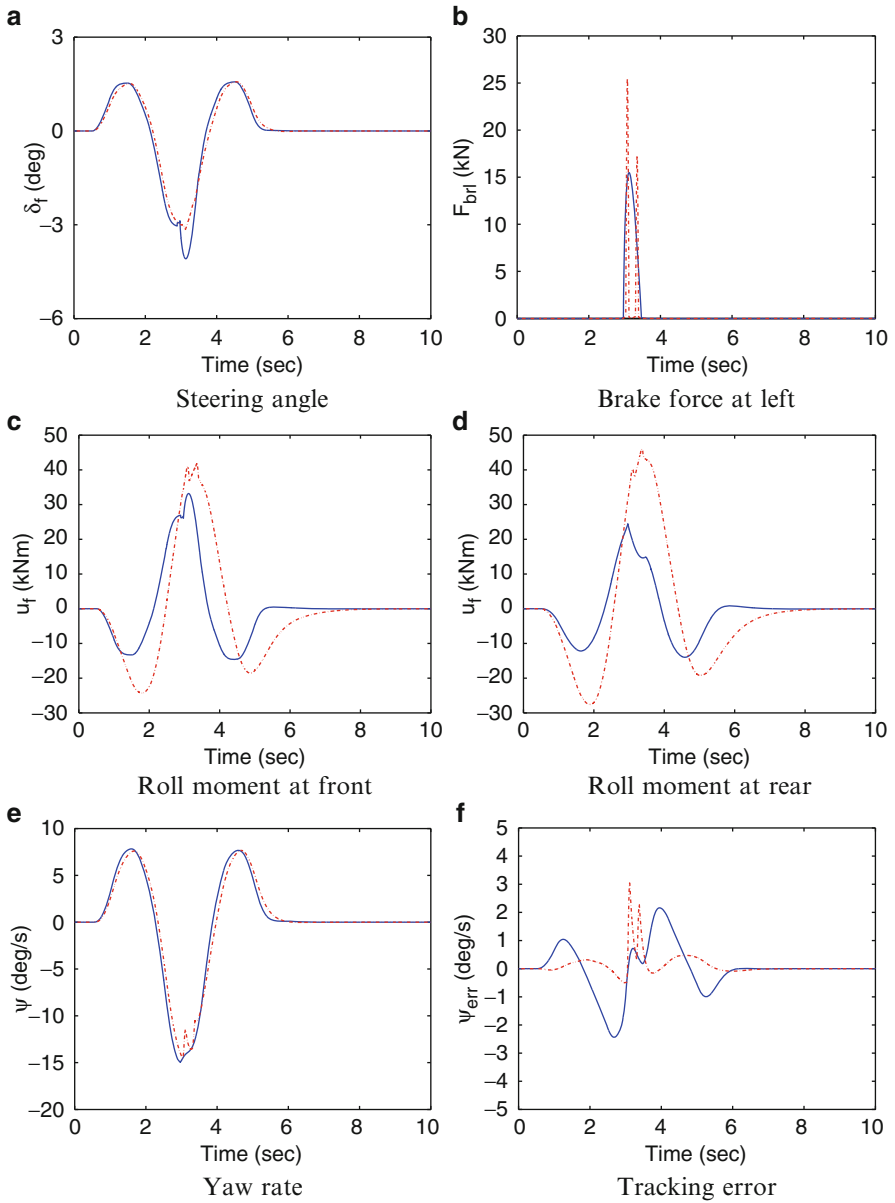 a
3
0
−3
−6
δf (deg)
0 2 4 6 8 10
Time (sec)
Steering angle
b
30
25
20
15
10
5
0
Fbrl (kN)
0 2 4 6 8 10
Time (sec)
Brake force at left
c
50
40
30
20
10
0
−10
−20
−30
uf (kNm)
0 2 4 6 8 10
Time (sec)
Roll moment at front
d
50
40
30
20
10
0
−10
−20
−30
uf (kNm)
0 2 4 6 8 10
Time (sec)
Roll moment at rear
e
10
5
0
−5
−10
−15
−20
ψ (deg/s)
0 2 4 6 8 10
Time (sec)
Yaw rate
f
5
4
3
2
1
0
−1
−2
−3
−4
−5
ψerr (deg/s)
0 2 4 6 8 10
Time (sec)
Tracking error